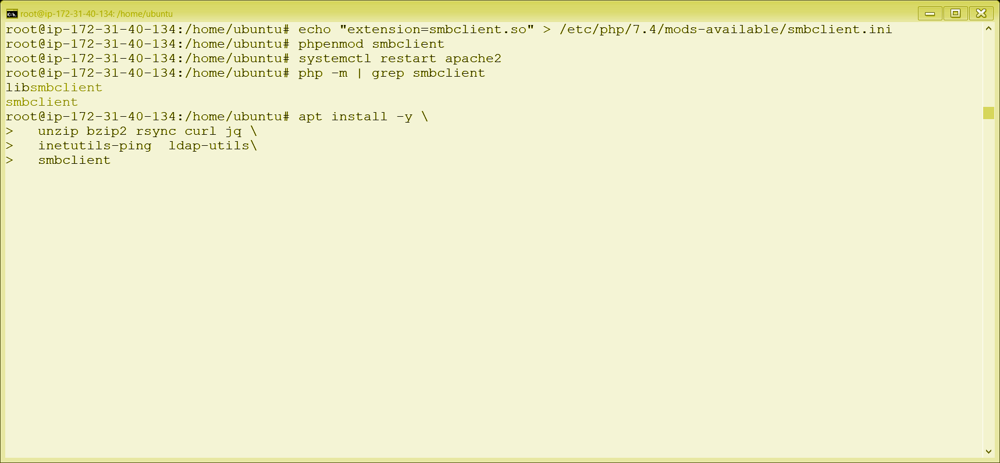 root@ip-172-31-40-134: /home/ubuntu
root@ip-172-31-40-134:/home/ubuntu# echo "extension=smbclient.so" > /etc/php/7.4/mods-available/smbclient.ini
root@ip-172-31-40-134:/home/ubuntu# phpenmod smbclient
root@ip-172-31-40-134:/home/ubuntu# systemctl restart apache2
root@ip-172-31-40-134:/home/ubuntu# php -m | grep smbclient
libsmbclient
smbclient
root@ip-172-31-40-134:/home/ubuntu# apt install -y \
>   unzip bzip2 rsync curl jq \
>   inetutils-ping  ldap-utils\
>   smbclient